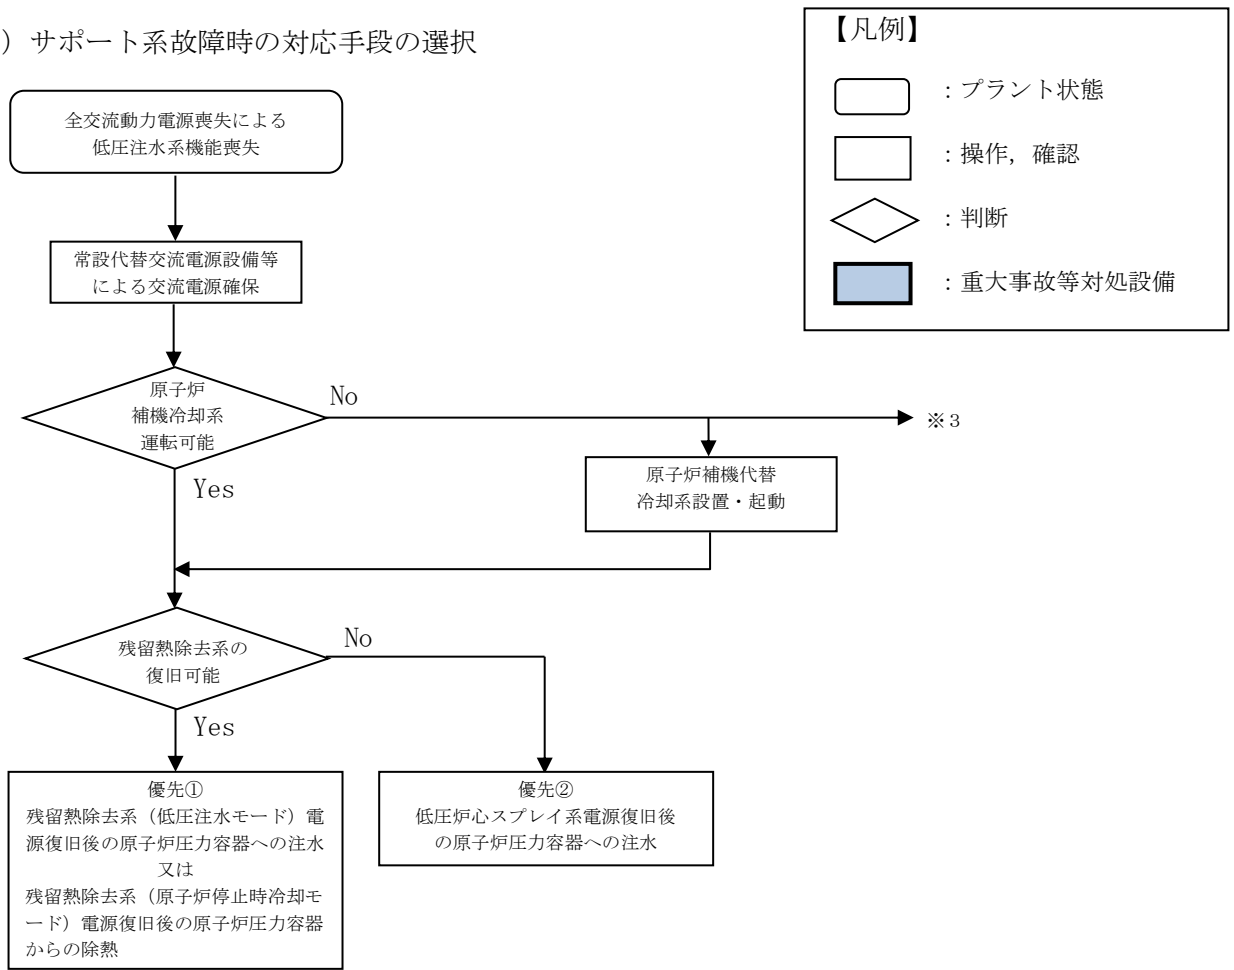 ）サポート系故障時の対応手段の選択
【凡例】
：プラント状態
：操作，確認
：判断
：重大事故等対処設備
全交流動力電源喪失による
低圧注水系機能喪失
常設代替交流電源設備等
による交流電源確保
原子炉
補機冷却系
運転可能
No
※3
Yes
原子炉補機代替
冷却系設置・起動
残留熱除去系の
復旧可能
No
Yes
優先①
残留熱除去系（低圧注水モード）電
源復旧後の原子炉圧力容器への注水
又は
残留熱除去系（原子炉停止時冷却モ
ード）電源復旧後の原子炉圧力容器
からの除熱
優先②
低圧炉心スプレイ系電源復旧後
の原子炉圧力容器への注水